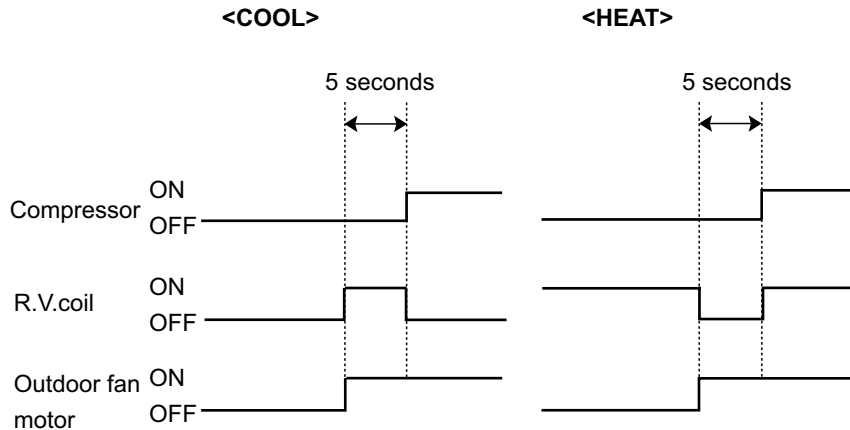 <COOL> <HEAT>
5 seconds 5 seconds
Compressor ON
OFF
R.V.coil ON
OFF
Outdoor fan motor ON
OFF